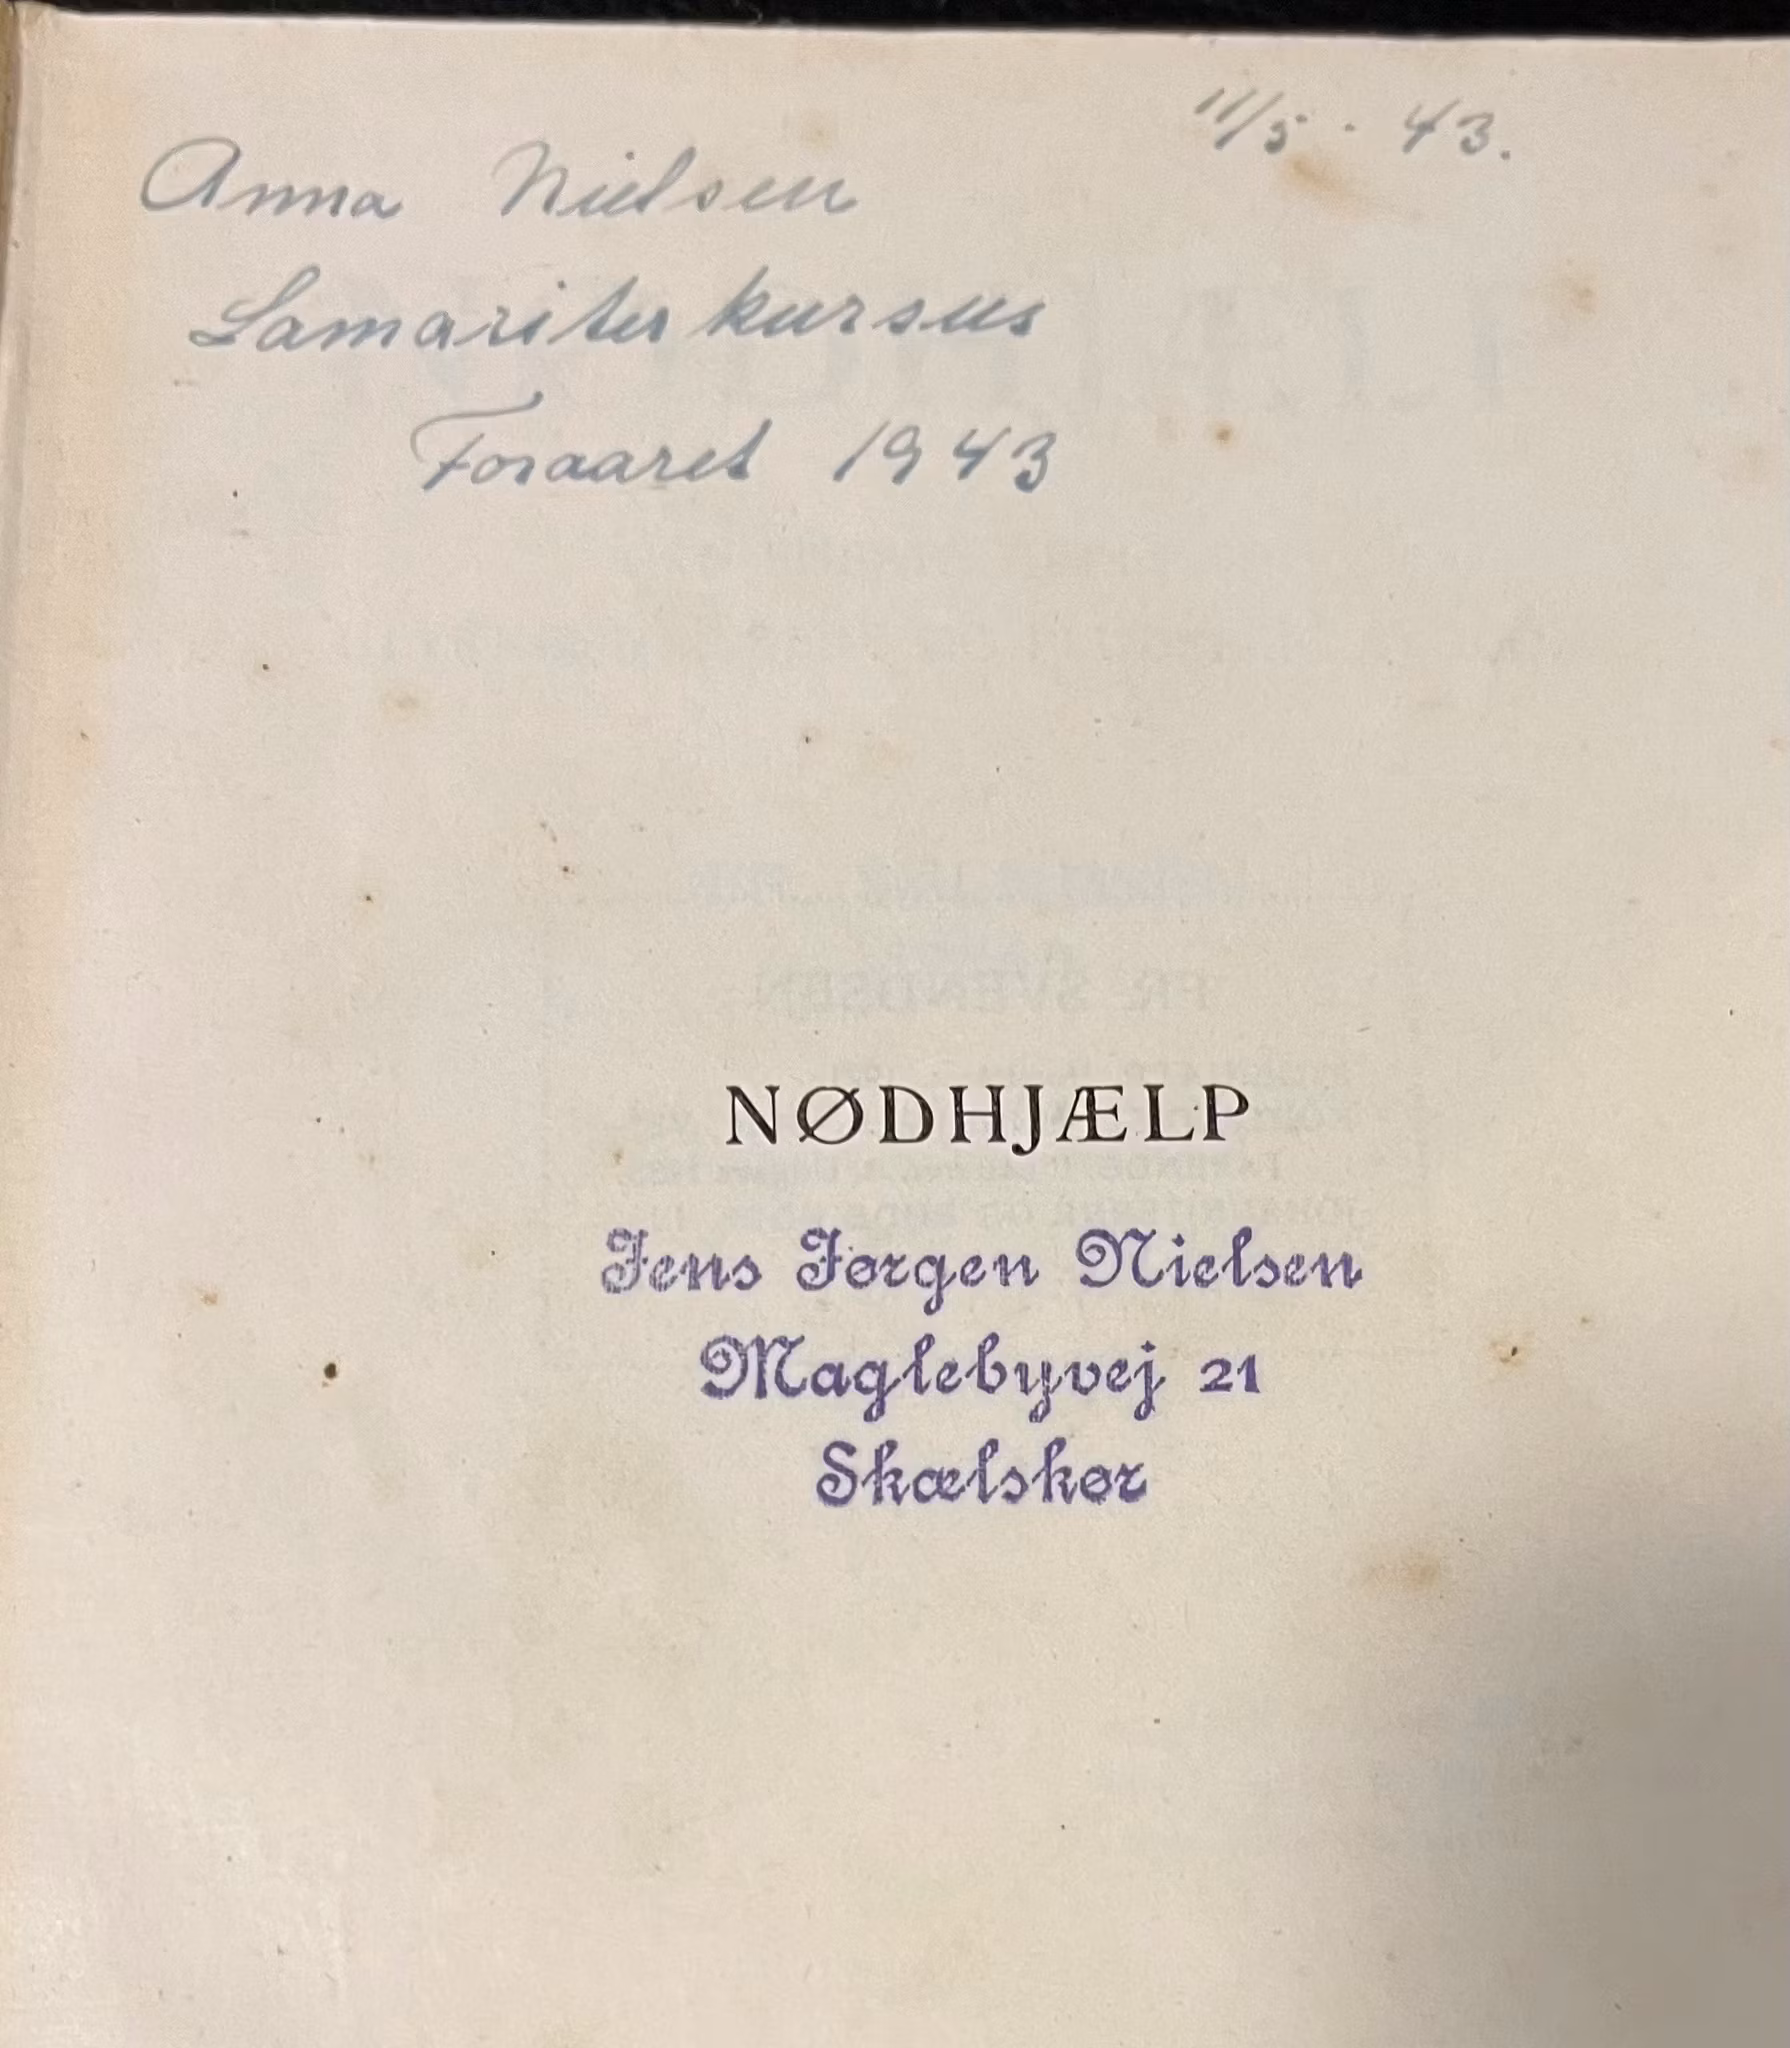 11/5 - 43.
Anna Nielsen
Samariterkursus
Foraaret 1943
NØDHJÆLP
Jens Jørgen Nielsen
Maglebyvej 21
Skælskør